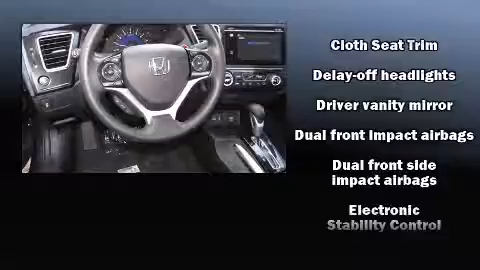 Cloth Seat Trim
Delay-off headlights
Driver vanity mirror
Dual front impact airbags
Dual front side
impact airbags
Electronic
Stability Control